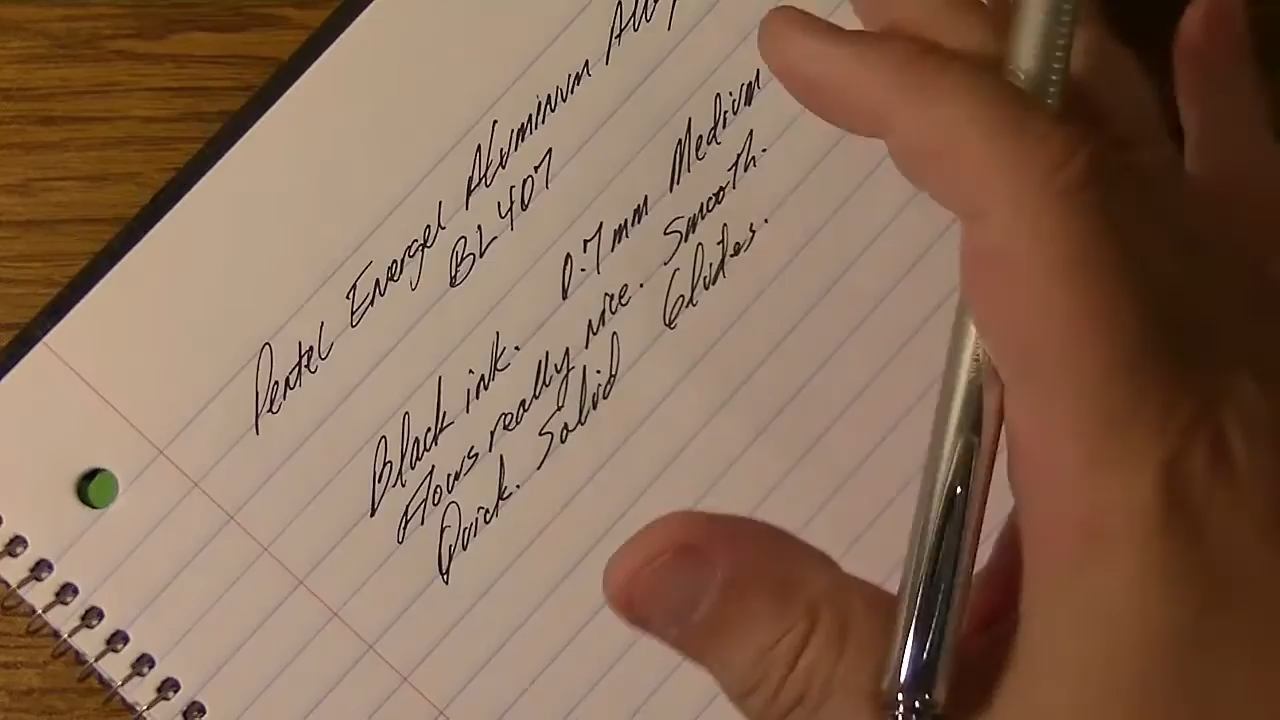 Pentel Energel Aluminum
BL407
Black ink. 0.7mm Medium
Flows really nice. Smooth.
Quick. Solid Glides.